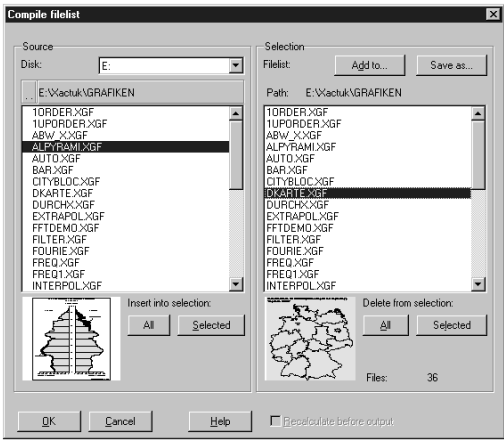 Compile filelist
Source
Disk:
E:
..
E:\Xactuk\GRAFIKEN
1ORDER.XGF
1UPORDER.XGF
ABW_X.XGF
ALPYRAMI.XGF
AUTO.XGF
BAR.XGF
CITYBLOC.XGF
DKARTE.XGF
DURCHX.XGF
EXTRAPOL.XGF
FFTDEMO.XGF
FILTER.XGF
FOURIE.XGF
FREQ.XGF
FREQ1.XGF
INTERPOL.XGF
Insert into selection:
All
Selected
Selection
Filelist:
Add to...
Save as...
Path: E:\Xactuk\GRAFIKEN
1ORDER.XGF
1UPORDER.XGF
ABW_X.XGF
ALPYRAMI.XGF
AUTO.XGF
BAR.XGF
CITYBLOC.XGF
DKARTE.XGF
DURCHX.XGF
EXTRAPOL.XGF
FFTDEMO.XGF
FILTER.XGF
FOURIE.XGF
FREQ.XGF
FREQ1.XGF
INTERPOL.XGF
Delete from selection:
All
Selected
Files: 36
OK
Cancel
Help
Recalculate before output